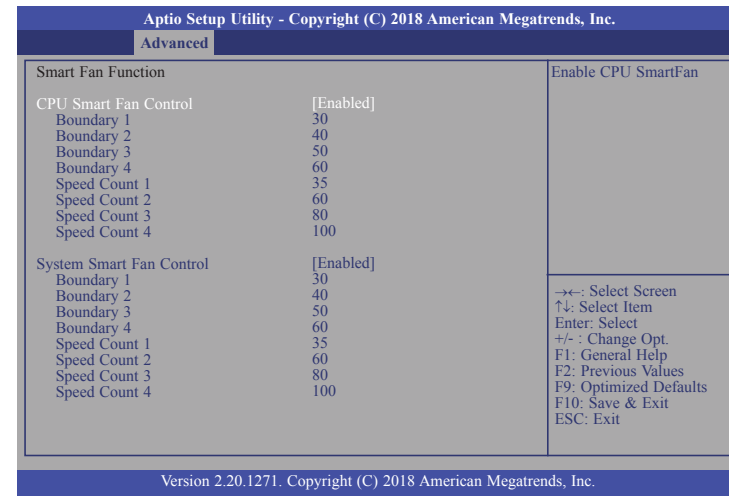 Aptio Setup Utility - Copyright (C) 2018 American Megatrends, Inc.
Advanced
Smart Fan Function
CPU Smart Fan Control [Enabled]
Boundary 1 30
Boundary 2 40
Boundary 3 50
Boundary 4 60
Speed Count 1 35
Speed Count 2 60
Speed Count 3 80
Speed Count 4 100
System Smart Fan Control [Enabled]
Boundary 1 30
Boundary 2 40
Boundary 3 50
Boundary 4 60
Speed Count 1 35
Speed Count 2 60
Speed Count 3 80
Speed Count 4 100
Enable CPU SmartFan
→←: Select Screen
↑↓: Select Item
Enter: Select
+/- : Change Opt.
F1: General Help
F2: Previous Values
F9: Optimized Defaults
F10: Save & Exit
ESC: Exit
Version 2.20.1271. Copyright (C) 2018 American Megatrends, Inc.